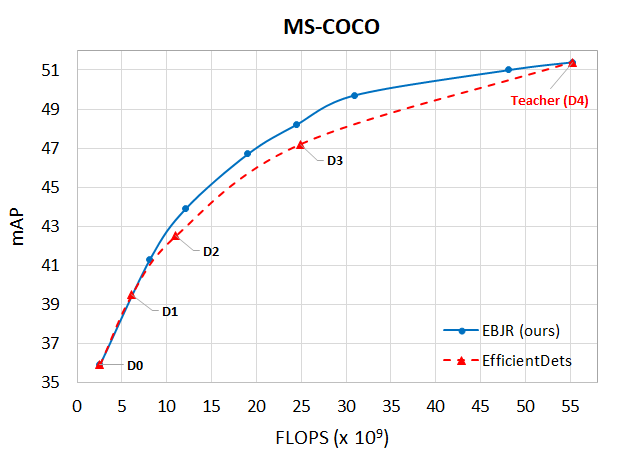 MS-COCO
mAP
51
49
47
45
43
41
39
37
35
Teacher (D4)
D3
D2
D1
D0
EBJR (ours)
EfficientDets
0 5 10 15 20 25 30 35 40 45 50 55
FLOPS (x 10⁹)